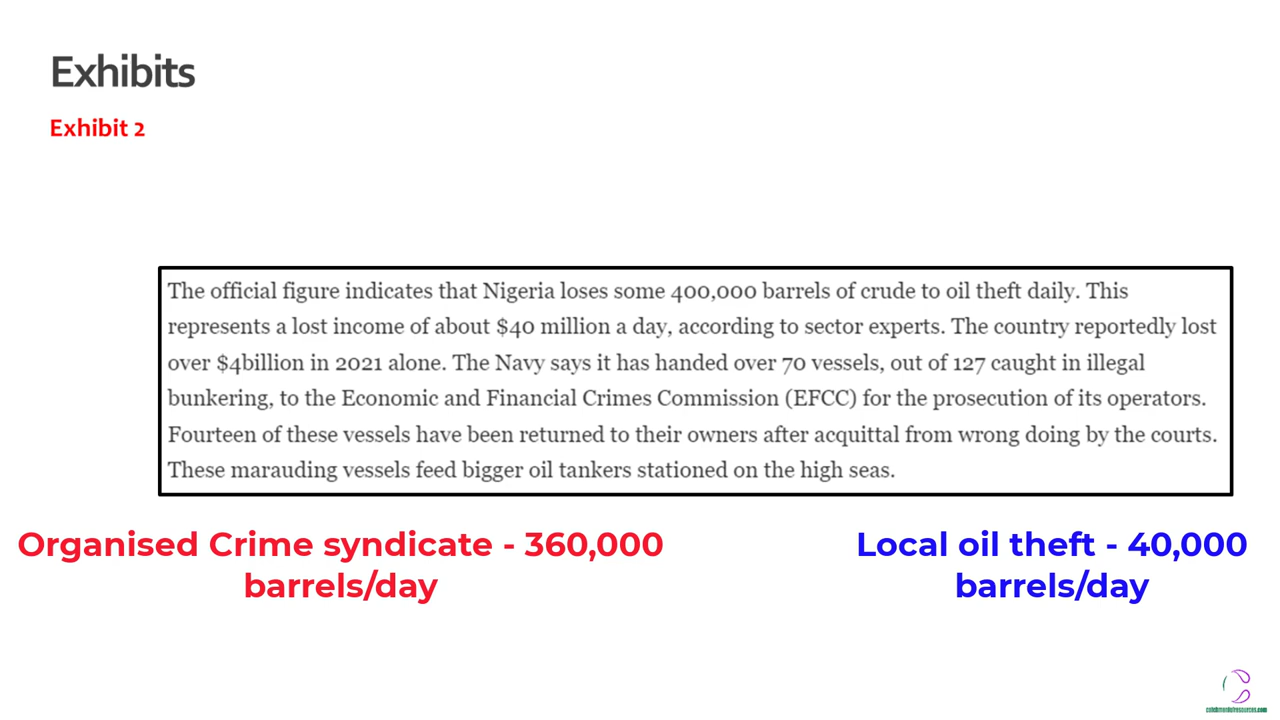 Exhibits
Exhibit 2
The official figure indicates that Nigeria loses some 400,000 barrels of crude to oil theft daily. This
represents a lost income of about $40 million a day, according to sector experts. The country reportedly lost
over $4billion in 2021 alone. The Navy says it has handed over 70 vessels, out of 127 caught in illegal
bunkering, to the Economic and Financial Crimes Commission (EFCC) for the prosecution of its operators.
Fourteen of these vessels have been returned to their owners after acquittal from wrong doing by the courts.
These marauding vessels feed bigger oil tankers stationed on the high seas.
Organised Crime syndicate - 360,000
barrels/day
Local oil theft - 40,000
barrels/day